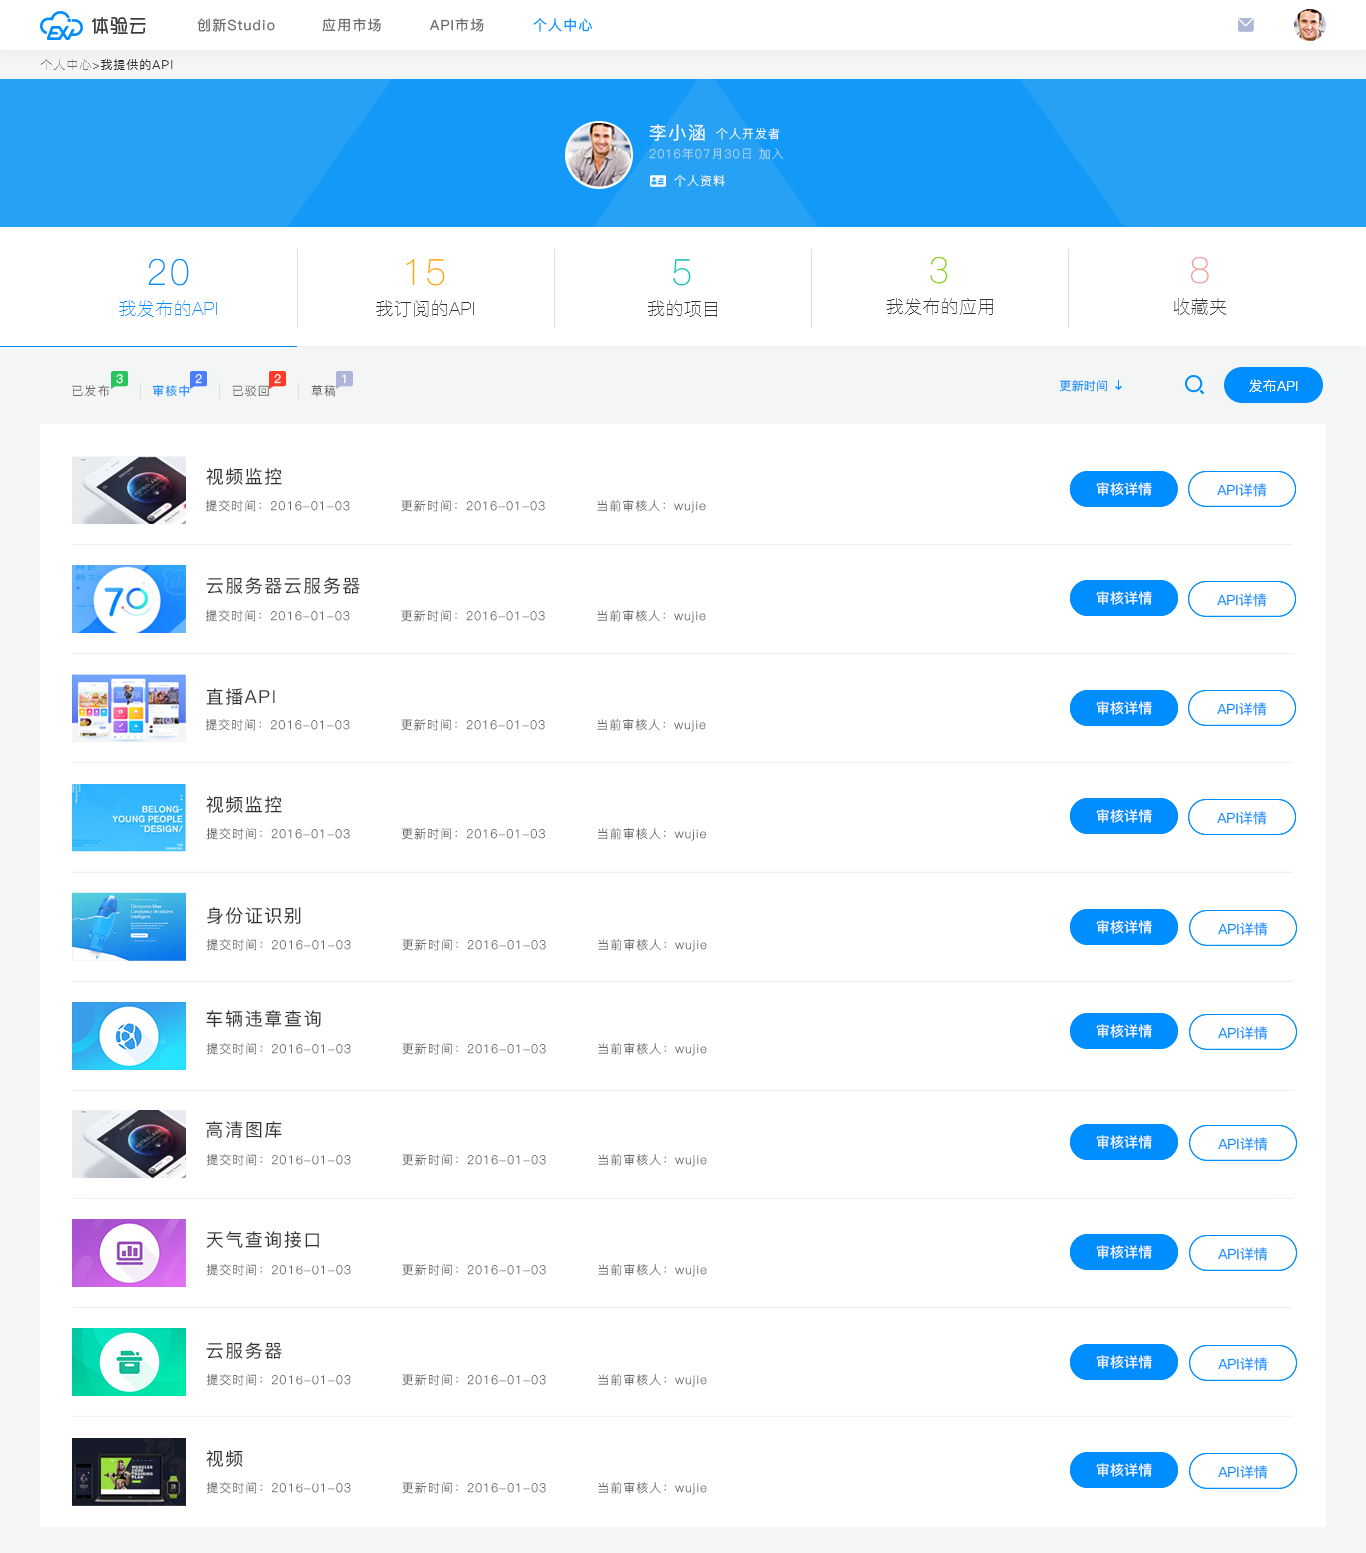 EXP 体验云 创新Studio 应用市场 API市场 个人中心
个人中心>我提供的API
李小涵 个人开发者
2016年07月30日 加入
个人资料
20 15 5 3 8
我发布的API 我订阅的API 我的项目 我发布的应用 收藏夹
已发布 3 审核中 2 已驳回 2 草稿 1 更新时间 ↓ 发布API
视频监控
提交时间：2016-01-03 更新时间：2016-01-03 当前审核人：wujie 审核详情 API详情
70
云服务器云服务器
提交时间：2016-01-03 更新时间：2016-01-03 当前审核人：wujie 审核详情 API详情
直播API
提交时间：2016-01-03 更新时间：2016-01-03 当前审核人：wujie 审核详情 API详情
BELONG-
YOUNG PEOPLE
DESIGN/
视频监控
提交时间：2016-01-03 更新时间：2016-01-03 当前审核人：wujie 审核详情 API详情
身份证识别
提交时间：2016-01-03 更新时间：2016-01-03 当前审核人：wujie 审核详情 API详情
车辆违章查询
提交时间：2016-01-03 更新时间：2016-01-03 当前审核人：wujie 审核详情 API详情
高清图库
提交时间：2016-01-03 更新时间：2016-01-03 当前审核人：wujie 审核详情 API详情
天气查询接口
提交时间：2016-01-03 更新时间：2016-01-03 当前审核人：wujie 审核详情 API详情
云服务器
提交时间：2016-01-03 更新时间：2016-01-03 当前审核人：wujie 审核详情 API详情
MUSCLES
CORE
TRAINING
PLAN
视频
提交时间：2016-01-03 更新时间：2016-01-03 当前审核人：wujie 审核详情 API详情